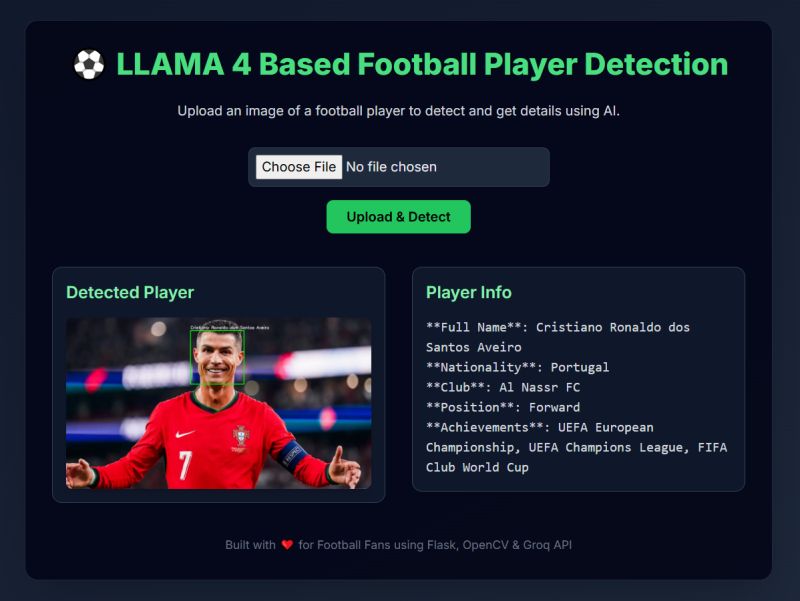 LLAMA 4 Based Football Player Detection
Upload an image of a football player to detect and get details using AI.
Choose File No file chosen
Upload & Detect
Detected Player
Cristiano Ronaldo dos Santos Aveiro
7
RESPECT
Player Info
**Full Name**: Cristiano Ronaldo dos
Santos Aveiro
**Nationality**: Portugal
**Club**: Al Nassr FC
**Position**: Forward
**Achievements**: UEFA European
Championship, UEFA Champions League, FIFA
Club World Cup
Built with ❤️ for Football Fans using Flask, OpenCV & Groq API